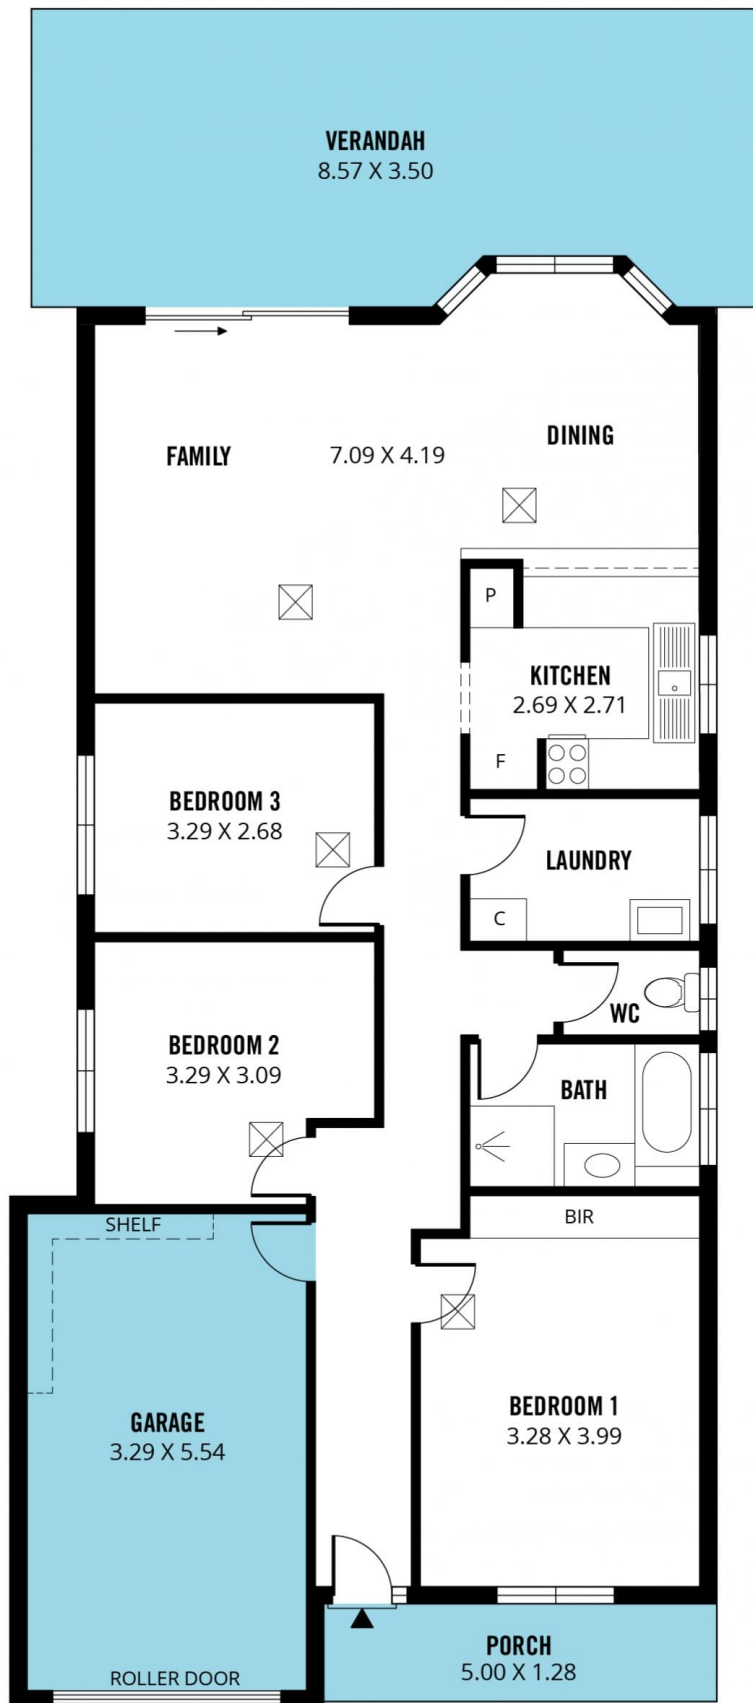 VERANDAH
8.57 X 3.50
FAMILY
7.09 X 4.19
DINING
P
KITCHEN
2.69 X 2.71
F
BEDROOM 3
3.29 X 2.68
LAUNDRY
C
WC
BEDROOM 2
3.29 X 3.09
BATH
SHELF
BIR
GARAGE
3.29 X 5.54
BEDROOM 1
3.28 X 3.99
PORCH
5.00 X 1.28
ROLLER DOOR